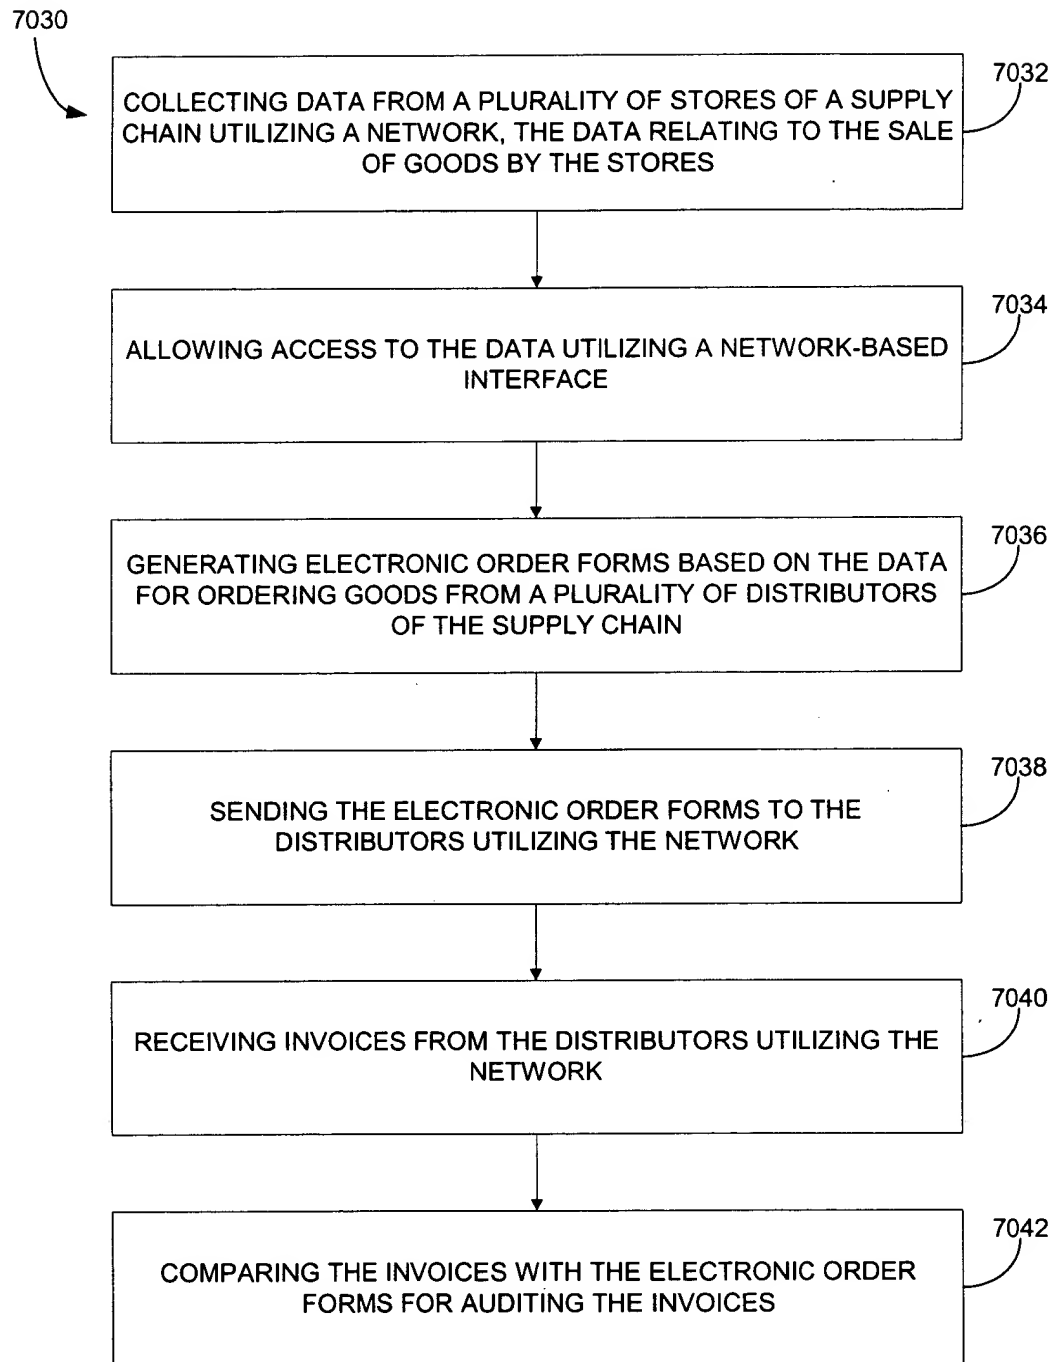 7030
7032
COLLECTING DATA FROM A PLURALITY OF STORES OF A SUPPLY
CHAIN UTILIZING A NETWORK, THE DATA RELATING TO THE SALE
OF GOODS BY THE STORES
7034
ALLOWING ACCESS TO THE DATA UTILIZING A NETWORK-BASED
INTERFACE
7036
GENERATING ELECTRONIC ORDER FORMS BASED ON THE DATA
FOR ORDERING GOODS FROM A PLURALITY OF DISTRIBUTORS
OF THE SUPPLY CHAIN
7038
SENDING THE ELECTRONIC ORDER FORMS TO THE
DISTRIBUTORS UTILIZING THE NETWORK
7040
RECEIVING INVOICES FROM THE DISTRIBUTORS UTILIZING THE
NETWORK
7042
COMPARING THE INVOICES WITH THE ELECTRONIC ORDER
FORMS FOR AUDITING THE INVOICES